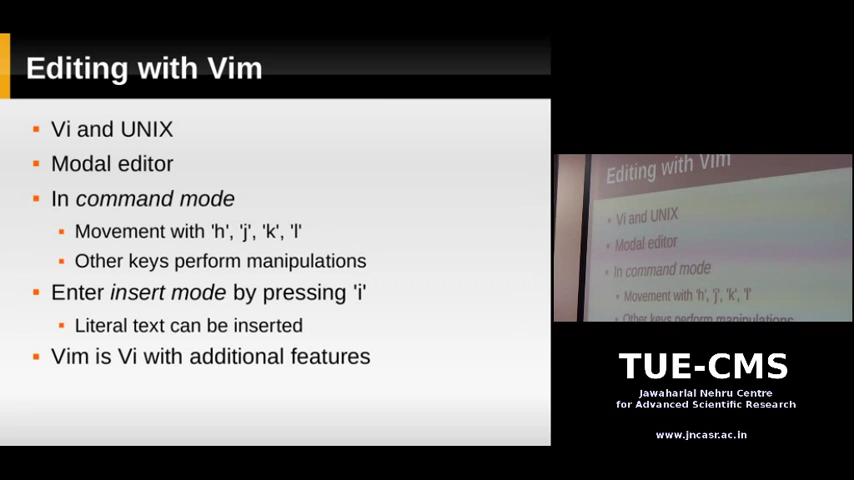 Editing with Vim
Vi and UNIX
Modal editor
In command mode
Movement with 'h', 'j', 'k', 'l'
Other keys perform manipulations
Enter insert mode by pressing 'i'
Literal text can be inserted
Vim is Vi with additional features
Editing with Vim
Vi and UNIX
Modal editor
In command mode
Movement with 'h', 'j', 'k', 'l'
Other keys perform manipulations
TUE-CMS
Jawaharlal Nehru Centre
for Advanced Scientific Research
www.jncasr.ac.in